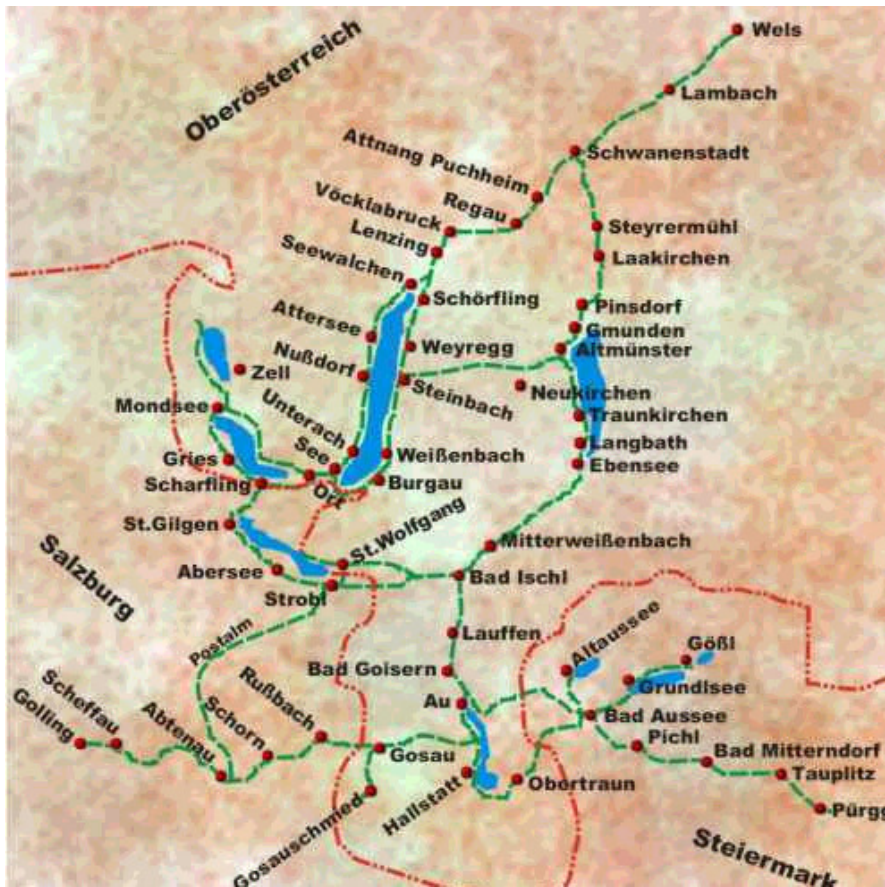 Wels
Oberösterreich
Lambach
Schwanenstadt
Attnang Puchheim
Regau
Vöcklabruck
Lenzing
Steyrermühl
Laakirchen
Seewalchen
Schörfling
Pinsdorf
Gmunden
Altmünster
Attersee
Weyregg
Nußdorf
Zell
Steinbach
Neukirchen
Mondsee
Traunkirchen
Unterach
Langbath
See
Weißenbach
Gries
Ebensee
Scharfling
Ort
Burgau
St.Gilgen
St.Wolfgang
Mitterweißenbach
Salzburg
Abersee
Bad Ischl
Strobl
Postalm
Lauffen
Altaussee
Gößl
Bad Goisern
Grundlsee
Rußbach
Au
Bad Aussee
Scheffau
Golling
Abtenau
Schorn
Pichl
Gosau
Bad Mitterndorf
Hallstatt
Obertraun
Tauplitz
Gosauschmied
Pürgg
Steiermark